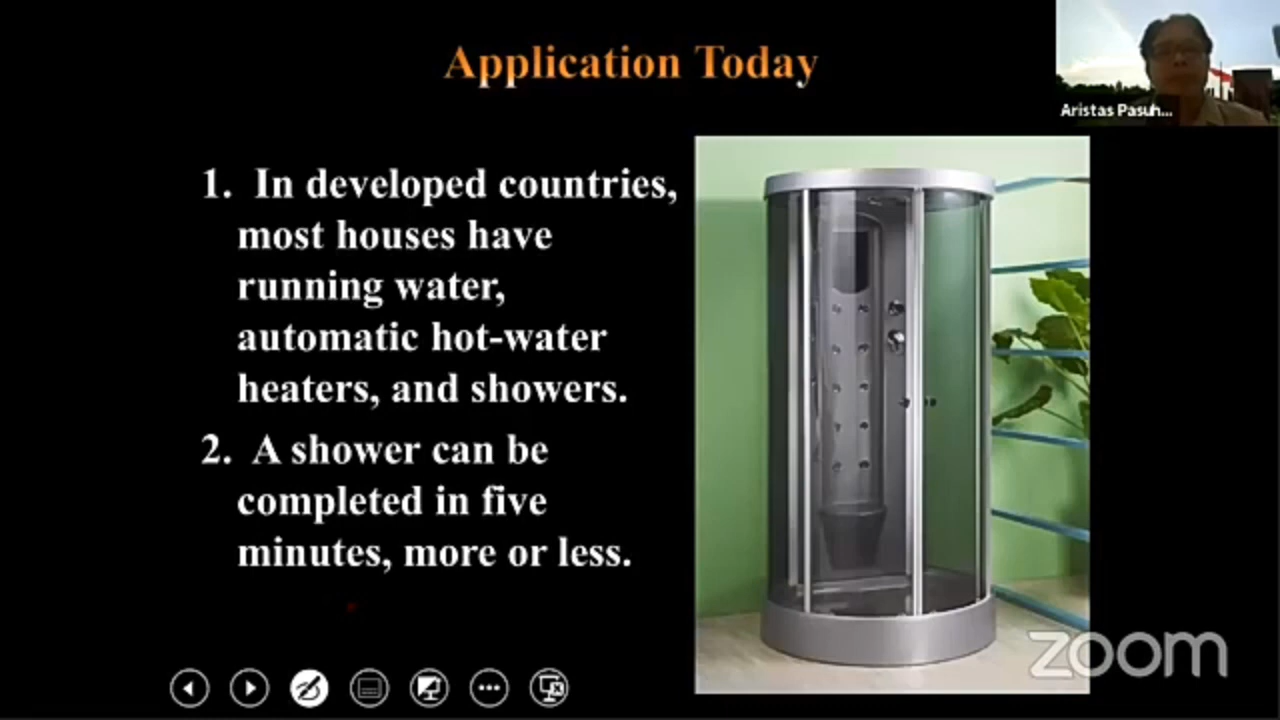 Application Today
Aristas Pasuh...
1. In developed countries,
most houses have
running water,
automatic hot-water
heaters, and showers.
2. A shower can be
completed in five
minutes, more or less.
zoom